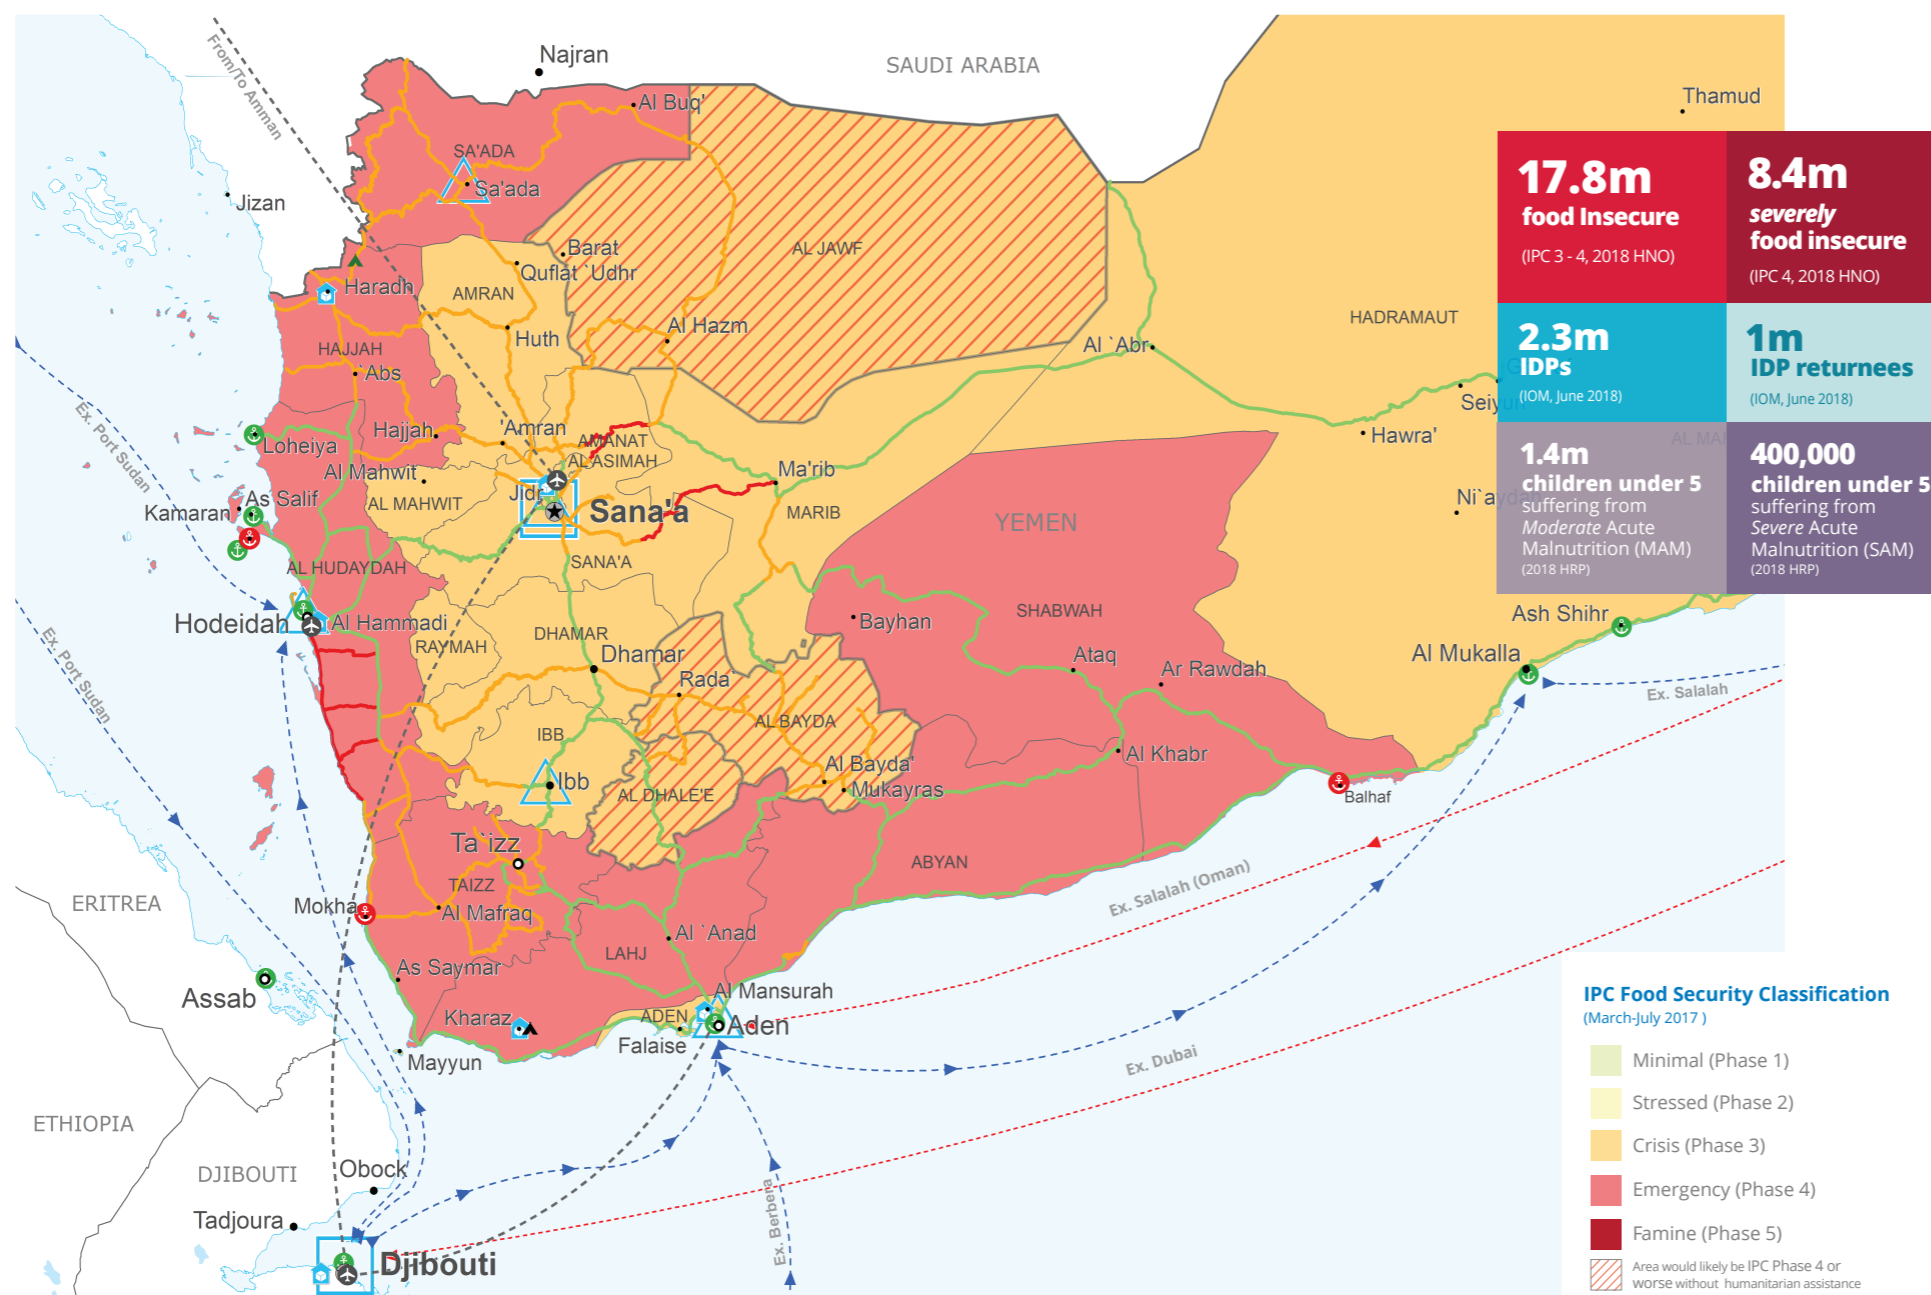 From/To Amman
Najran
SAUDI ARABIA
Thamud
Al Buq'
SA'ADA
Sa'ada
Jizan
Barat
Quflat `Udhr
AL JAWF
Haradh
AMRAN
HADRAMAUT
Al Hazm
Huth
Al `Abr
HAJJAH
`Abs
Seiyun
Hajjah
'Amran
AMANAT
AL ASIMAH
Hawra'
Loheiya
Al Mahwit
Ma'rib
AL MAHWIT
Jidr
Sana'a
As Salif
Kamaran
MARIB
YEMEN
Ni`aydan
Ex. Port Sudan
AL HUDAYDAH
SANA'A
SHABWAH
Bayhan
Ash Shihr
Hodeidah
Al Hammadi
DHAMAR
RAYMAH
Dhamar
Ataq
Ar Rawdah
Al Mukalla
Ex. Salalah
Ex. Port Sudan
Rada'
AL BAYDA
IBB
Al Khabr
Al Bayda'
Ibb
Mukayras
AL DHALE'E
Balhaf
Ta`izz
ABYAN
TAIZZ
Ex. Salalah (Oman)
ERITREA
Mokha
Al Mafraq
Al `Anad
LAHJ
As Saymar
Assab
Al Mansurah
Kharaz
ADEN
Aden
Falaise
Mayyun
Ex. Dubai
ETHIOPIA
DJIBOUTI
Obock
Tadjoura
Ex. Berbera
Djibouti
17.8m
food Insecure
(IPC 3 - 4, 2018 HNO)
8.4m
severely
food insecure
(IPC 4, 2018 HNO)
2.3m
IDPs
(IOM, June 2018)
1m
IDP returnees
(IOM, June 2018)
1.4m
children under 5
suffering from
Moderate Acute
Malnutrition (MAM)
(2018 HRP)
400,000
children under 5
suffering from
Severe Acute
Malnutrition (SAM)
(2018 HRP)
IPC Food Security Classification
(March-July 2017 )
Minimal (Phase 1)
Stressed (Phase 2)
Crisis (Phase 3)
Emergency (Phase 4)
Famine (Phase 5)
Area would likely be IPC Phase 4 or
worse without humanitarian assistance